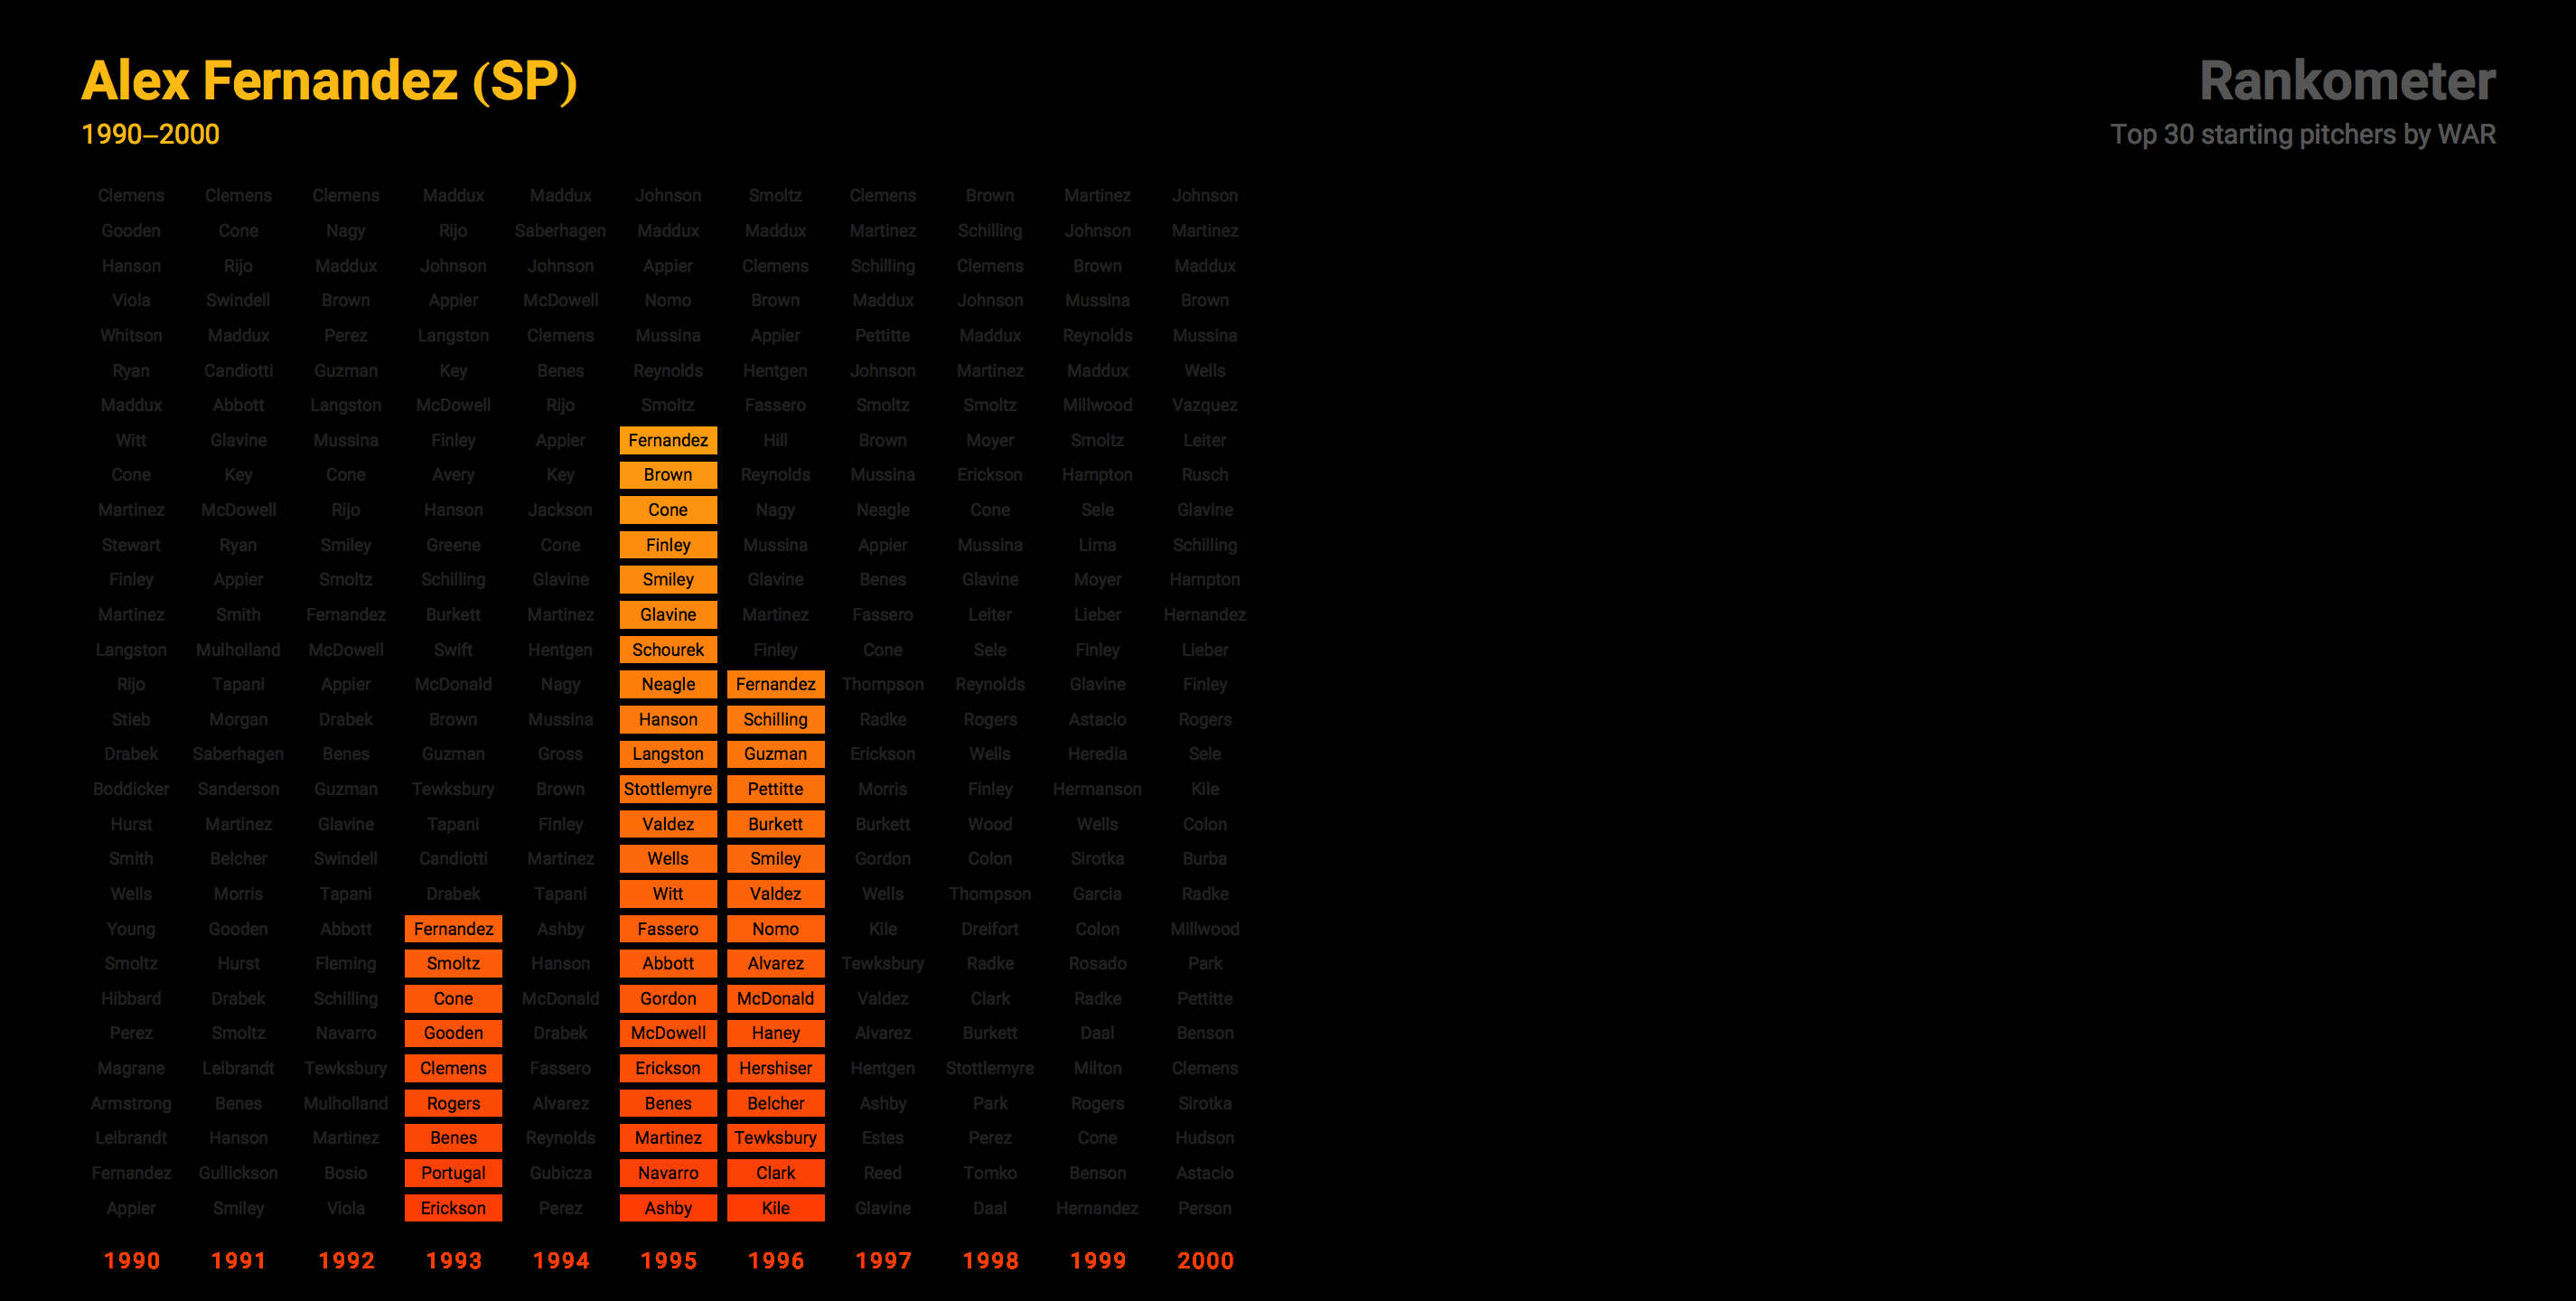 Alex Fernandez (SP)
1990–2000
Rankometer
Top 30 starting pitchers by WAR
Clemens Clemens Clemens Maddux Maddux Johnson Smoltz Clemens Brown Martinez Johnson
Gooden Cone Nagy Rijo Saberhagen Maddux Maddux Martinez Schilling Johnson Martinez
Hanson Rijo Maddux Johnson Johnson Appier Clemens Schilling Clemens Brown Maddux
Viola Swindell Brown Appier McDowell Nomo Brown Maddux Johnson Mussina Brown
Whitson Maddux Perez Langston Clemens Mussina Appier Pettitte Maddux Reynolds Mussina
Ryan Candiotti Guzman Key Benes Reynolds Hentgen Johnson Martinez Maddux Wells
Maddux Abbott Langston McDowell Rijo Smoltz Fassero Smoltz Smoltz Millwood Vazquez
Witt Glavine Mussina Finley Appier Fernandez Hill Brown Moyer Smoltz Leiter
Cone Key Cone Avery Key Brown Reynolds Mussina Erickson Hampton Rusch
Martinez McDowell Rijo Hanson Jackson Cone Nagy Neagle Cone Sele Glavine
Stewart Ryan Smiley Greene Cone Finley Mussina Appier Mussina Lima Schilling
Finley Appier Smoltz Schilling Glavine Smiley Glavine Benes Glavine Moyer Hampton
Martinez Smith Fernandez Burkett Martinez Glavine Martinez Fassero Leiter Lieber Hernandez
Langston Mulholland McDowell Swift Hentgen Schourek Finley Cone Sele Finley Lieber
Rijo Tapani Appier McDonald Nagy Neagle Fernandez Thompson Reynolds Glavine Finley
Stieb Morgan Drabek Brown Mussina Hanson Schilling Radke Rogers Astacio Rogers
Drabek Saberhagen Benes Guzman Gross Langston Guzman Erickson Wells Heredia Sele
Boddicker Sanderson Guzman Tewksbury Brown Stottlemyre Pettitte Morris Finley Hermanson Kile
Hurst Martinez Glavine Tapani Finley Valdez Burkett Burkett Wood Wells Colon
Smith Belcher Swindell Candiotti Martinez Wells Smiley Gordon Colon Sirotka Burba
Wells Morris Tapani Drabek Tapani Witt Valdez Wells Thompson Garcia Radke
Young Gooden Abbott Fernandez Ashby Fassero Nomo Kile Dreifort Colon Millwood
Smoltz Hurst Fleming Smoltz Hanson Abbott Alvarez Tewksbury Radke Rosado Park
Hibbard Drabek Schilling Cone McDonald Gordon McDonald Valdez Clark Radke Pettitte
Perez Smoltz Navarro Gooden Drabek McDowell Haney Alvarez Burkett Daal Benson
Magrane Leibrandt Tewksbury Clemens Fassero Erickson Hershiser Hentgen Stottlemyre Milton Clemens
Armstrong Benes Mulholland Rogers Alvarez Benes Belcher Ashby Park Rogers Sirotka
Leibrandt Hanson Martinez Benes Reynolds Martinez Tewksbury Estes Perez Cone Hudson
Fernandez Gullickson Bosio Portugal Gubicza Navarro Clark Reed Tomko Benson Astacio
Appier Smiley Viola Erickson Perez Ashby Kile Glavine Daal Hernandez Person
1990 1991 1992 1993 1994 1995 1996 1997 1998 1999 2000